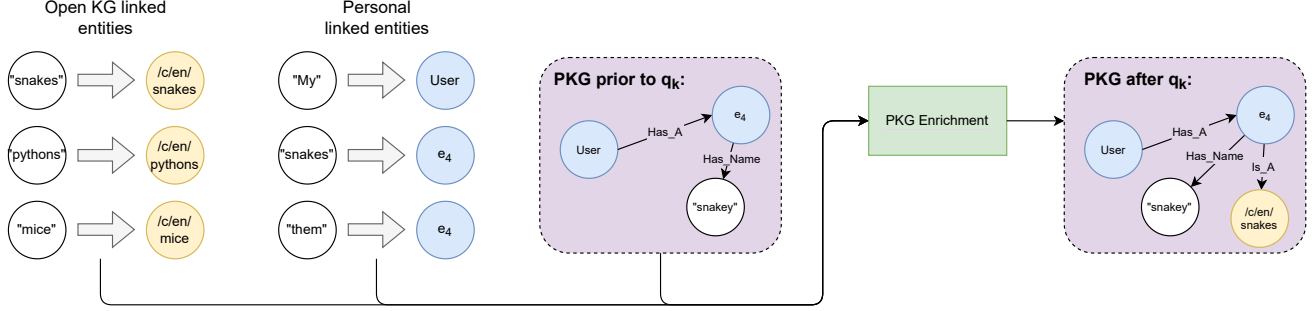 Open KG linked
entities
"snakes"
/c/en/
snakes
"pythons"
/c/en/
pythons
"mice"
/c/en/
mice
Personal
linked entities
"My"
User
"snakes"
e4
"them"
e4
PKG prior to qk:
User
Has_A
e4
Has_Name
"snakey"
PKG Enrichment
PKG after qk:
User
Has_A
e4
Has_Name
Is_A
"snakey"
/c/en/
snakes